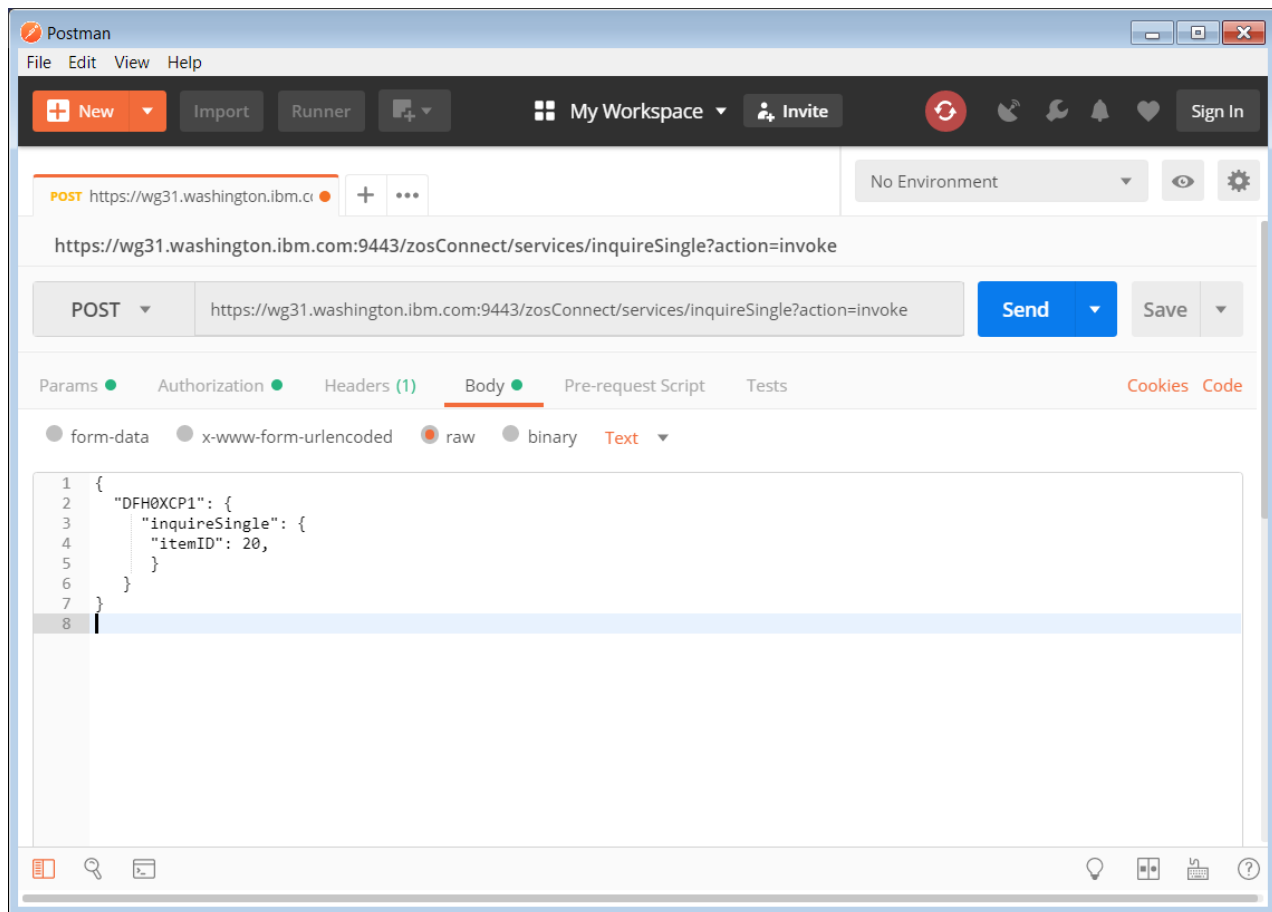 Postman
File Edit View Help
New Import Runner My Workspace Invite Sign In
POST https://wg31.washington.ibm.c
No Environment
https://wg31.washington.ibm.com:9443/zosConnect/services/inquireSingle?action=invoke
POST https://wg31.washington.ibm.com:9443/zosConnect/services/inquireSingle?action=invoke Send Save
Params Authorization Headers (1) Body Pre-request Script Tests Cookies Code
form-data x-www-form-urlencoded raw binary Text
1 {
2 "DFH0XCP1": {
3 "inquireSingle": {
4 "itemID": 20,
5 }
6 }
7 }
8